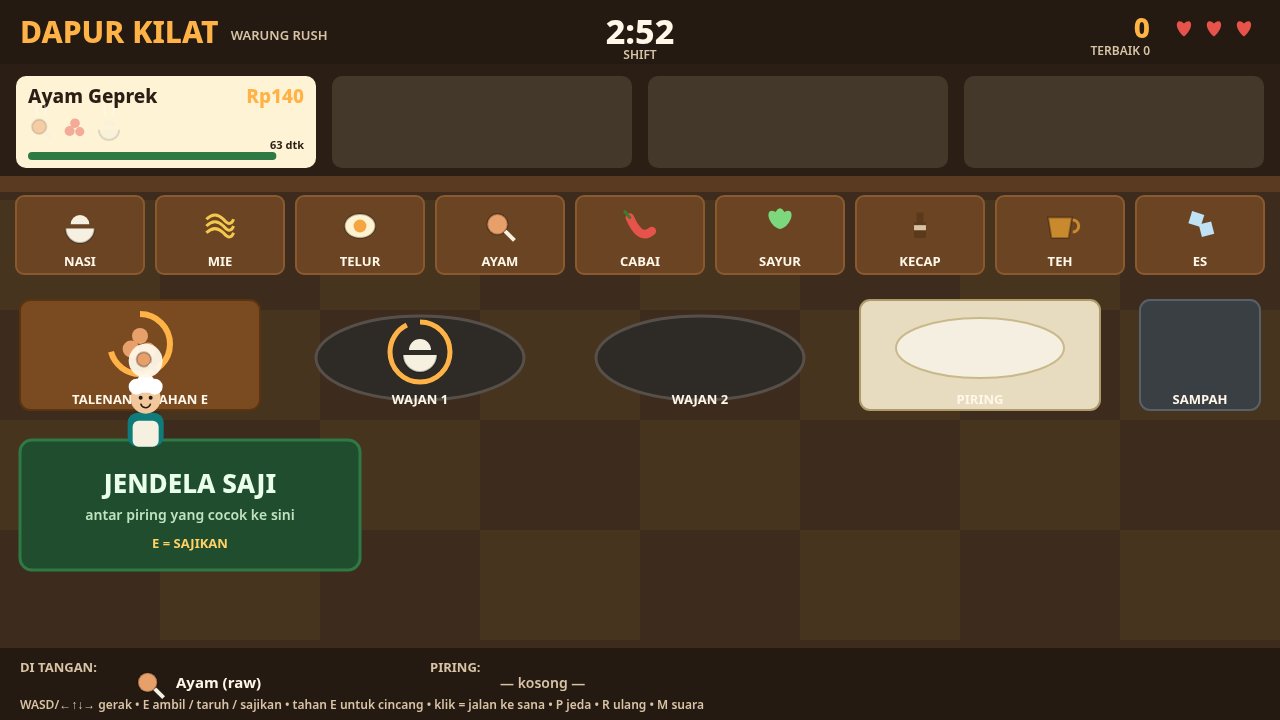 DAPUR KILAT WARUNG RUSH
2:52
SHIFT
0
TERBAIK 0
Ayam Geprek Rp140
63 dtk
NASI
MIE
TELUR
AYAM
CABAI
SAYUR
KECAP
TEH
ES
TALENAN AHAN E
WAJAN 1
WAJAN 2
PIRING
SAMPAH
JENDELA SAJI
antar piring yang cocok ke sini
E = SAJIKAN
DI TANGAN:
Ayam (raw)
PIRING:
— kosong —
WASD/←↑↓→ gerak • E ambil / taruh / sajikan • tahan E untuk cincang • klik = jalan ke sana • P jeda • R ulang • M suara